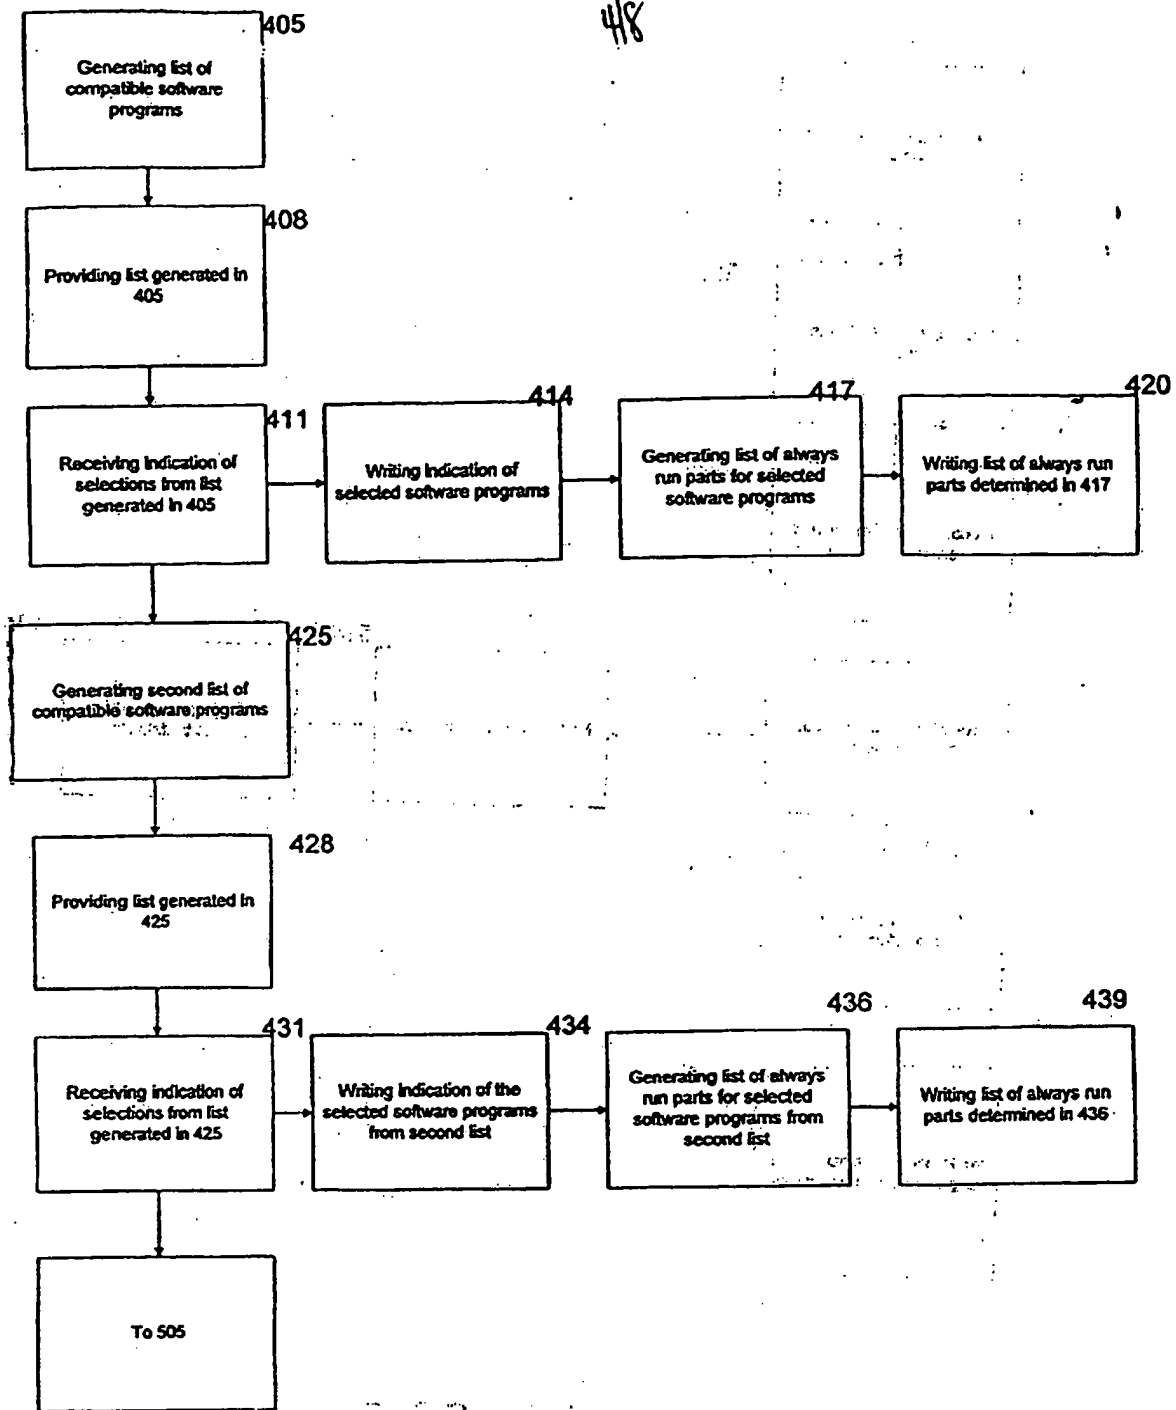 4/8
405
Generating list of
compatible software
programs
408
Providing list generated in
405
411
Receiving indication of
selections from list
generated in 405
414
Writing indication of
selected software programs
417
Generating list of always
run parts for selected
software programs
420
Writing list of always run
parts determined in 417
425
Generating second list of
compatible software programs
428
Providing list generated in
425
431
Receiving indication of
selections from list
generated in 425
434
Writing indication of the
selected software programs
from second list
436
Generating list of always
run parts for selected
software programs from
second list
439
Writing list of always run
parts determined in 436
To 505